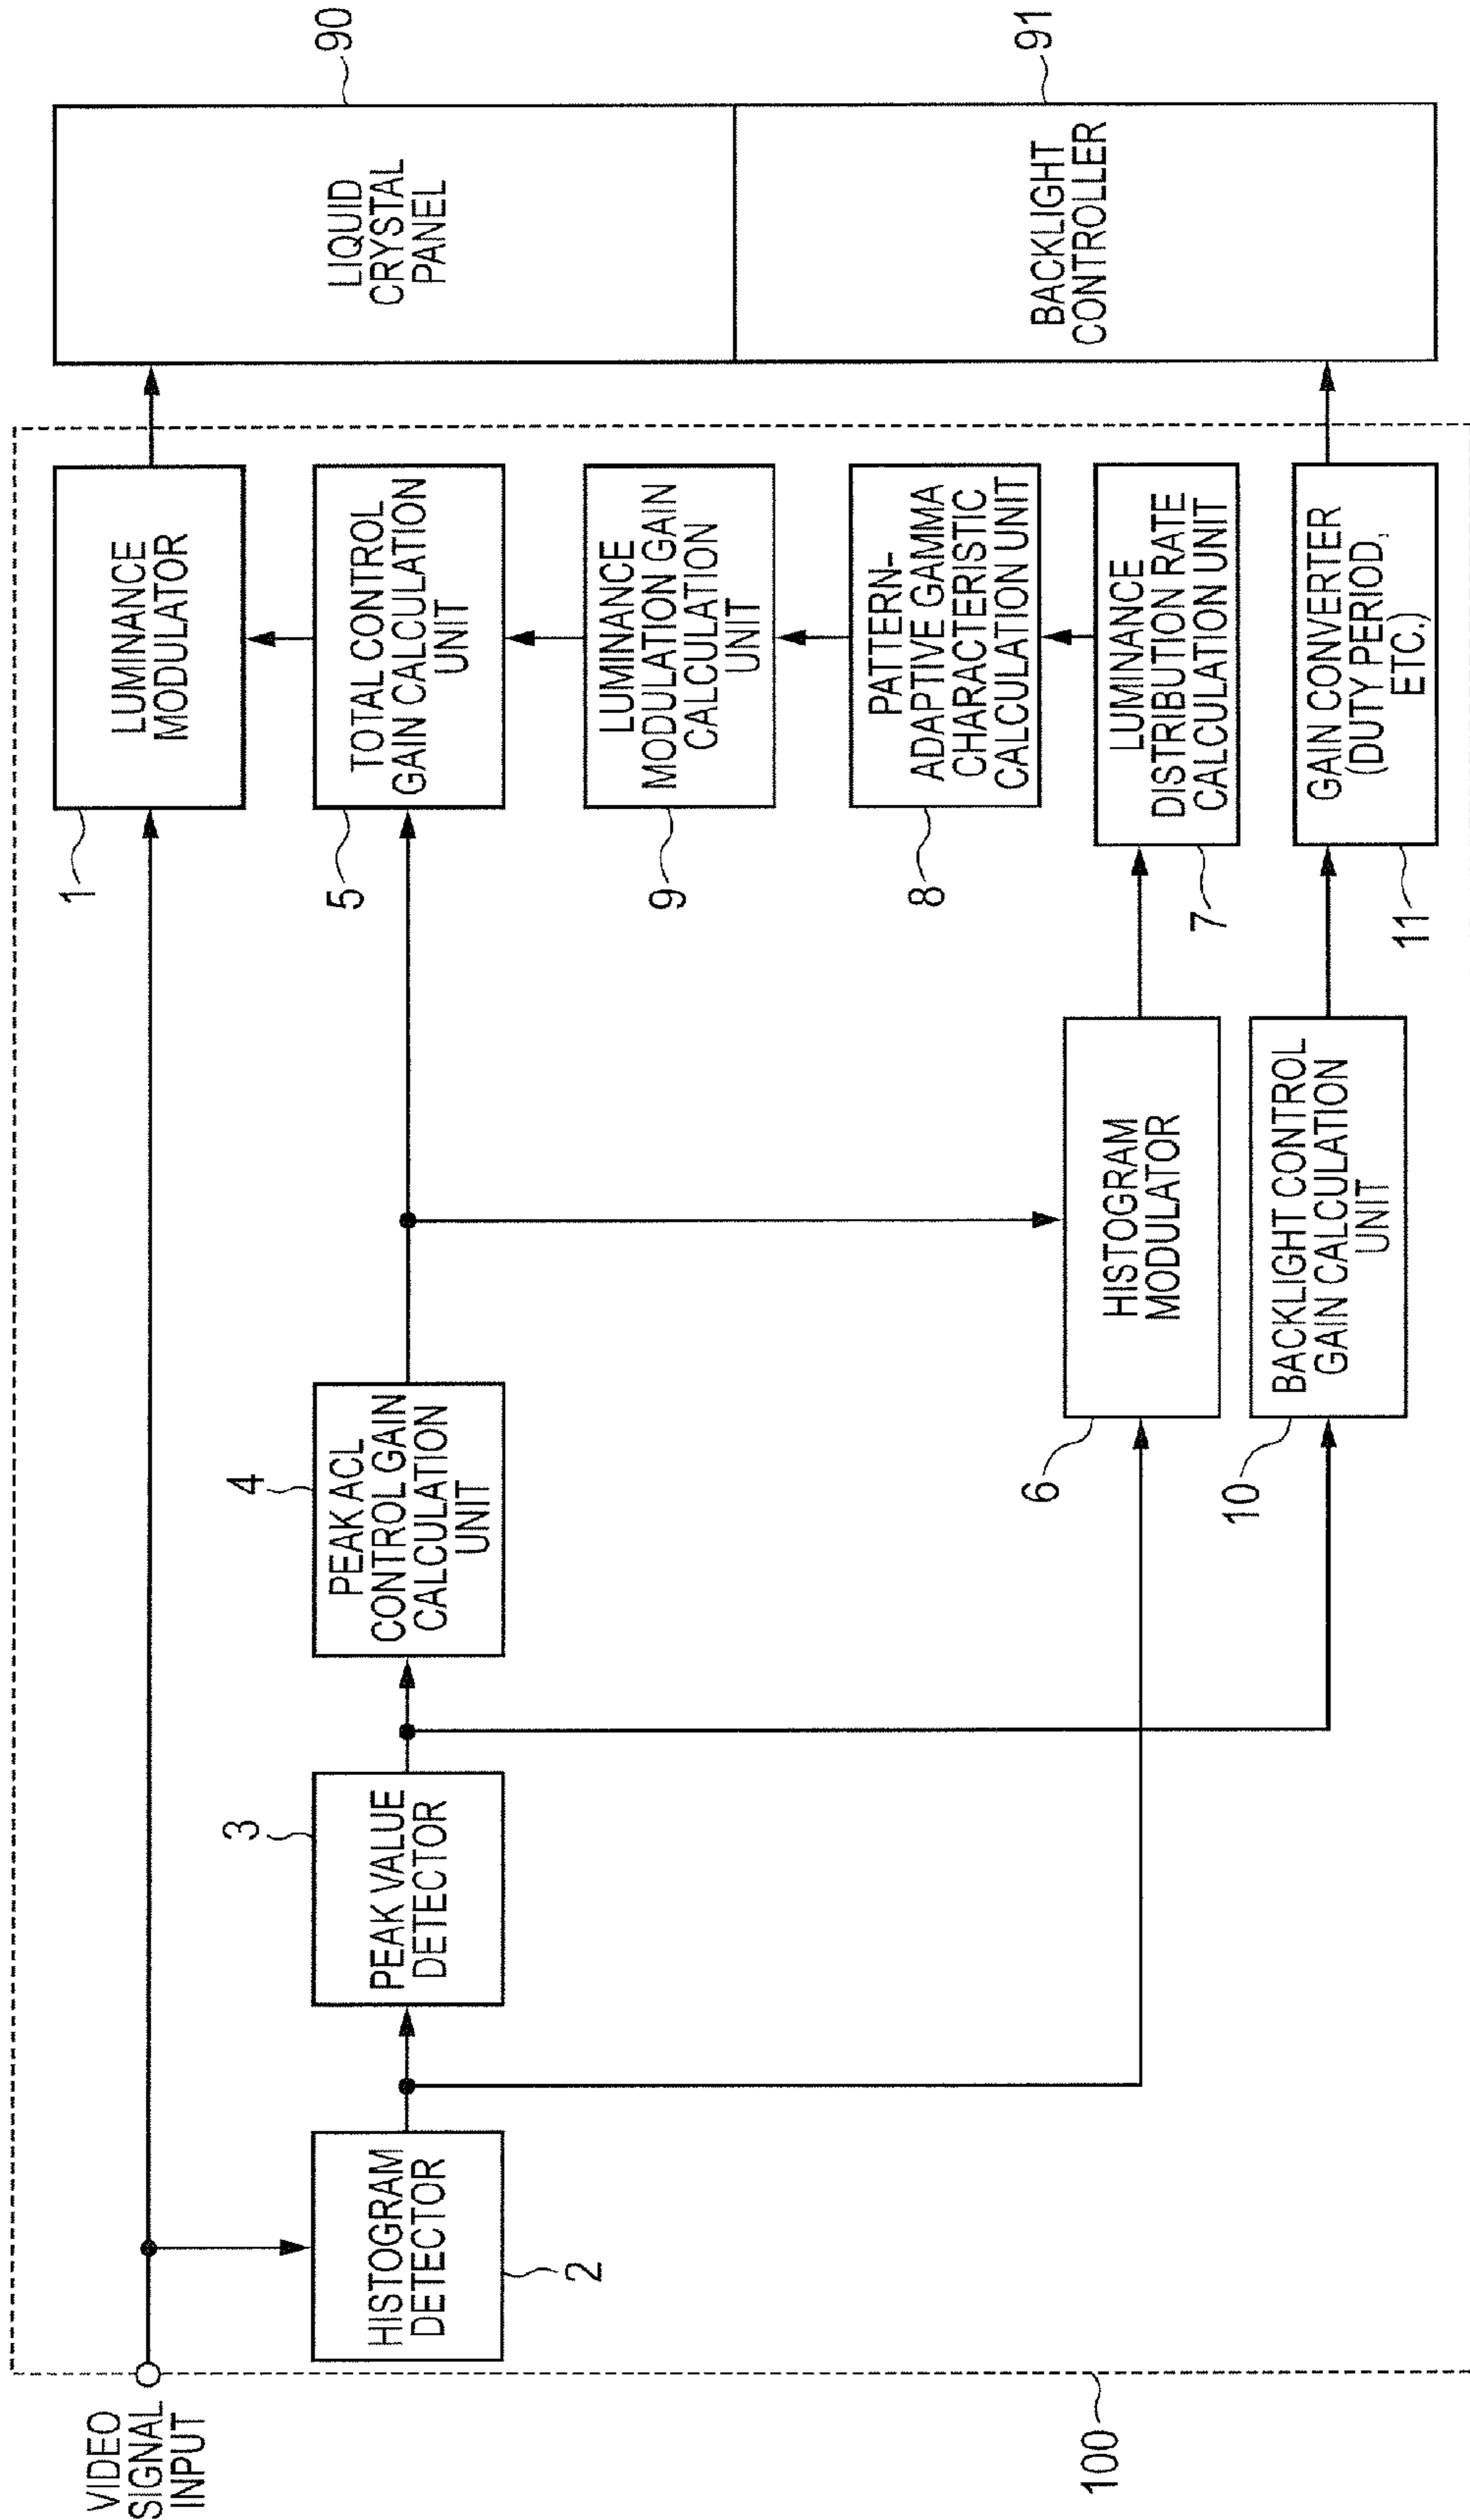 VIDEO
SIGNAL
INPUT
100
HISTOGRAM
DETECTOR
2
PEAK VALUE
DETECTOR
3
PEAK ACL
CONTROL GAIN
CALCULATION
UNIT
4
HISTOGRAM
MODULATOR
6
BACKLIGHT CONTROL
GAIN CALCULATION
UNIT
10
LUMINANCE
MODULATOR
1
TOTAL CONTROL
GAIN CALCULATION
UNIT
5
LUMINANCE
MODULATION GAIN
CALCULATION
UNIT
9
PATTERN-
ADAPTIVE GAMMA
CHARACTERISTIC
CALCULATION UNIT
8
LUMINANCE
DISTRIBUTION RATE
CALCULATION UNIT
7
GAIN CONVERTER
(DUTY PERIOD,
ETC.)
11
LIQUID
CRYSTAL
PANEL
90
BACKLIGHT
CONTROLLER
91